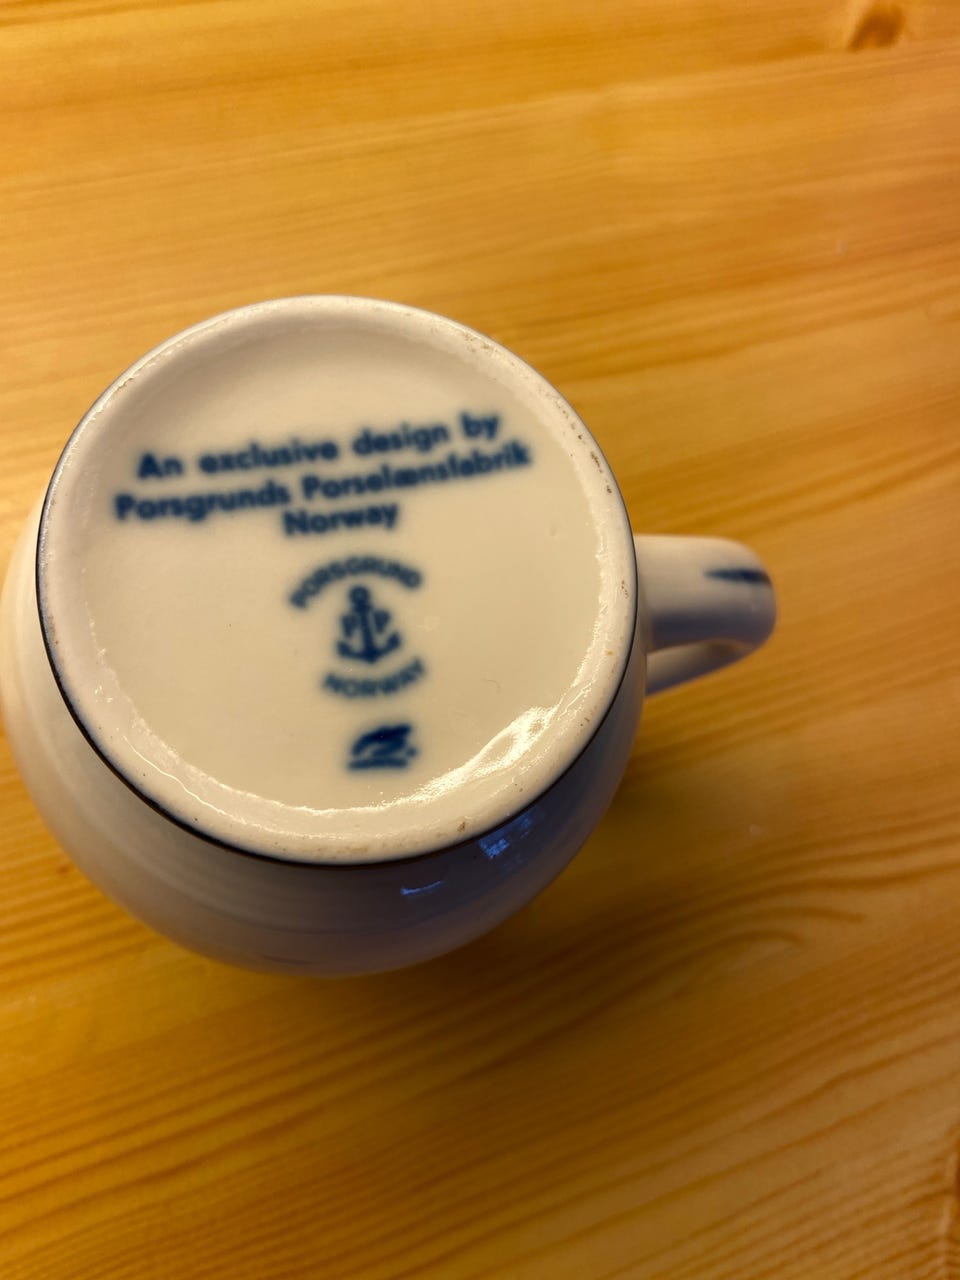 An exclusive design by
Porsgrunds Porselænsfabrik
Norway
PORSGRUND
P P
NORWAY